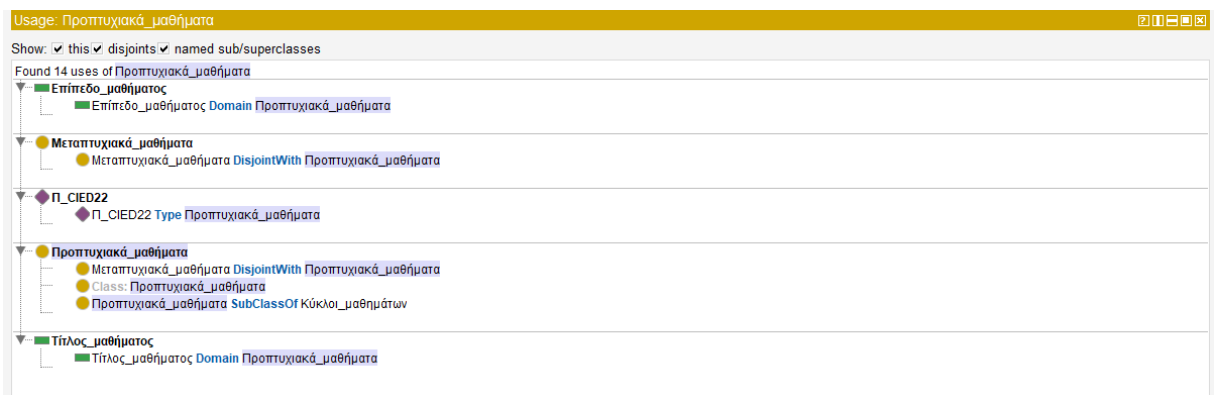 Usage: Προπτυχιακά_μαθήματα
Show: this disjoints named sub/superclasses
Found 14 uses of Προπτυχιακά_μαθήματα
Επίπεδο_μαθήματος
Επίπεδο_μαθήματος Domain Προπτυχιακά_μαθήματα
Μεταπτυχιακά_μαθήματα
Μεταπτυχιακά_μαθήματα DisjointWith Προπτυχιακά_μαθήματα
Π_CIED22
Π_CIED22 Type Προπτυχιακά_μαθήματα
Προπτυχιακά_μαθήματα
Μεταπτυχιακά_μαθήματα DisjointWith Προπτυχιακά_μαθήματα
Class: Προπτυχιακά_μαθήματα
Προπτυχιακά_μαθήματα SubClassOf Κύκλοι_μαθημάτων
Τίτλος_μαθήματος
Τίτλος_μαθήματος Domain Προπτυχιακά_μαθήματα